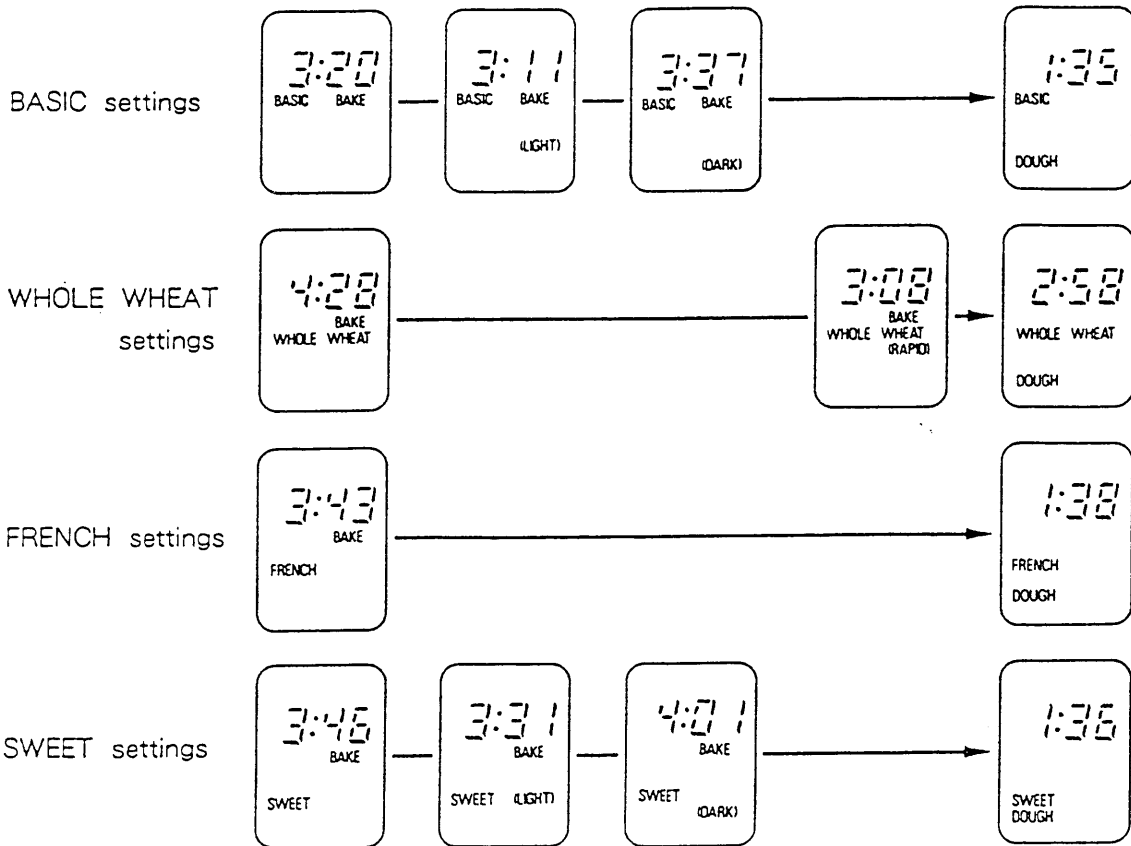 BASIC settings
3:20
BASIC BAKE
3:11
BASIC BAKE
(LIGHT)
3:37
BASIC BAKE
(DARK)
1:35
BASIC
DOUGH
WHOLE WHEAT
settings
4:28
BAKE
WHOLE WHEAT
3:08
BAKE
WHOLE WHEAT
(RAPID)
2:58
WHOLE WHEAT
DOUGH
FRENCH settings
3:43
BAKE
FRENCH
1:38
FRENCH
DOUGH
SWEET settings
3:46
BAKE
SWEET
3:31
BAKE
SWEET (LIGHT)
4:01
BAKE
SWEET
(DARK)
1:36
SWEET
DOUGH